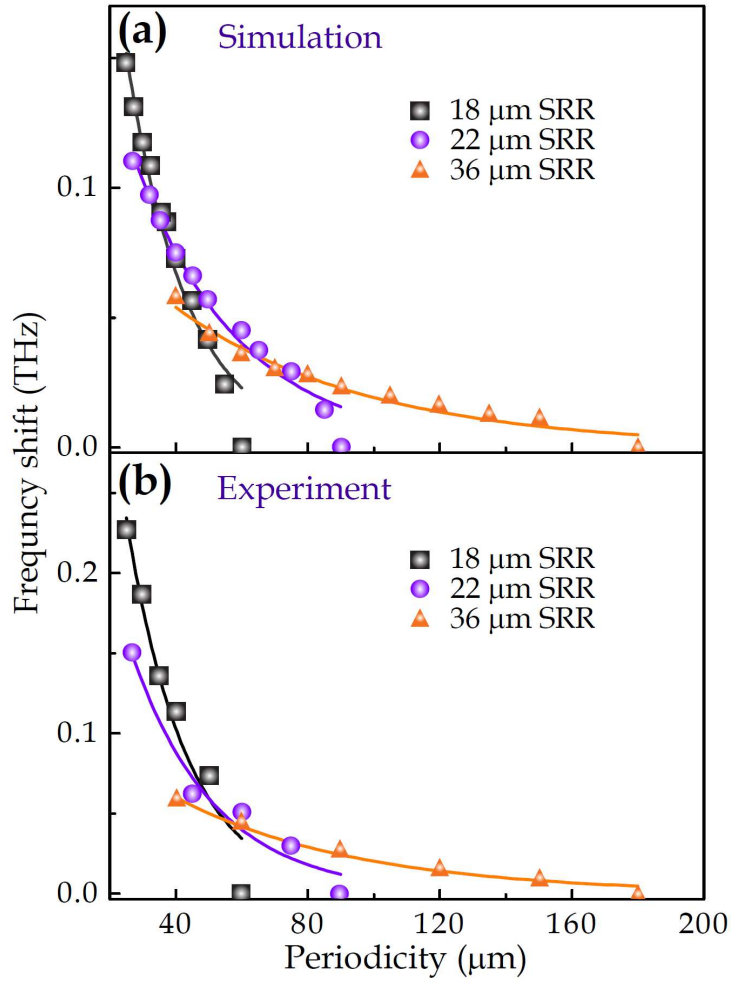 (a) Simulation
18 μm SRR
22 μm SRR
36 μm SRR
0.1
0.0
Frequncy shift (THz)
(b) Experiment
18 μm SRR
22 μm SRR
36 μm SRR
0.2
0.1
0.0
40 80 120 160 200
Periodicity (μm)